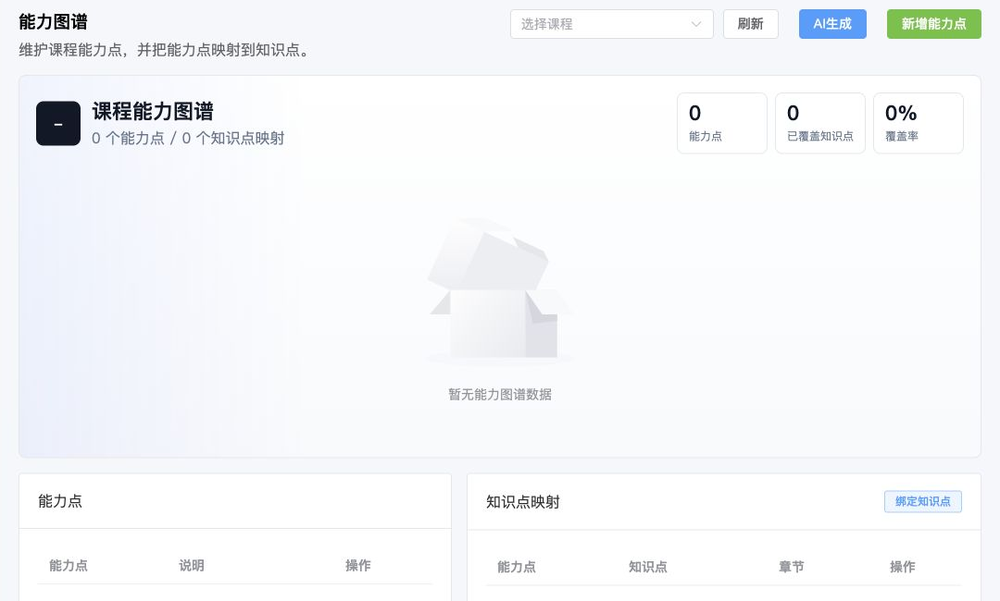 能力图谱
选择课程
刷新
AI生成
新增能力点
维护课程能力点，并把能力点映射到知识点。
–
课程能力图谱
0 个能力点 / 0 个知识点映射
0
能力点
0
已覆盖知识点
0%
覆盖率
暂无能力图谱数据
能力点
能力点 说明 操作
知识点映射
绑定知识点
能力点 知识点 章节 操作